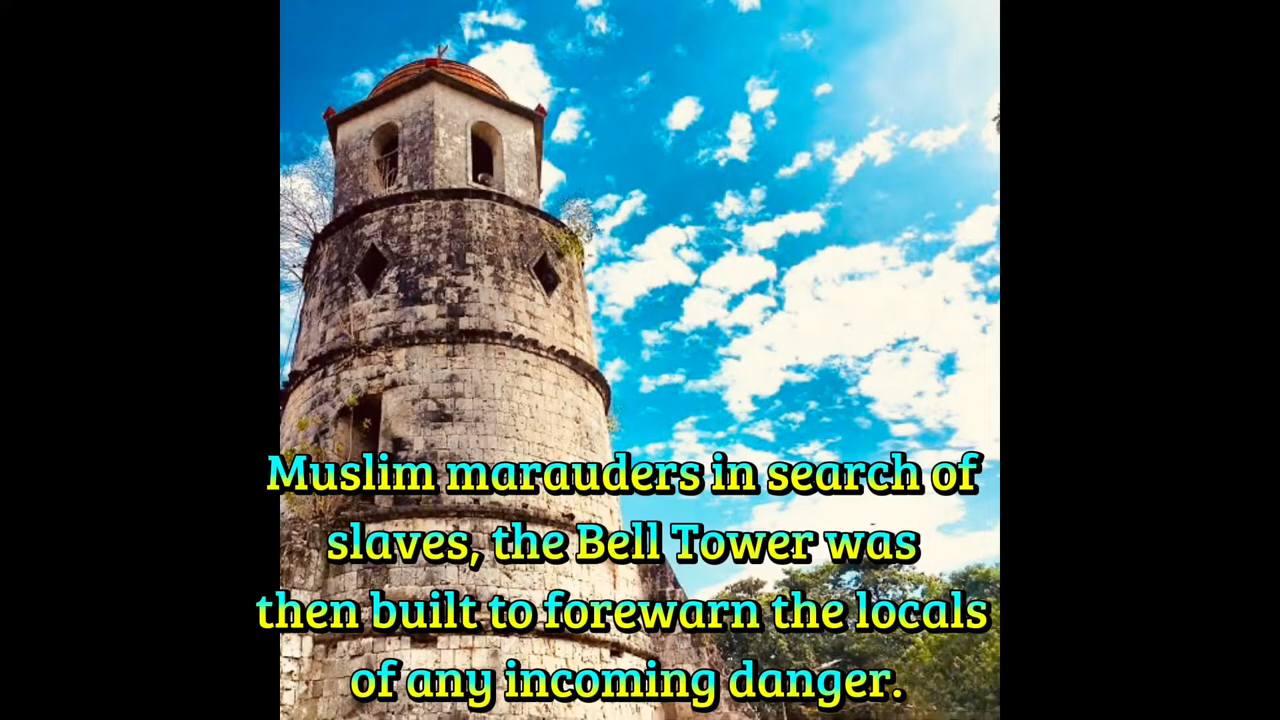 Muslim marauders in search of
slaves, the Bell Tower was
then built to forewarn the locals
of any incoming danger.